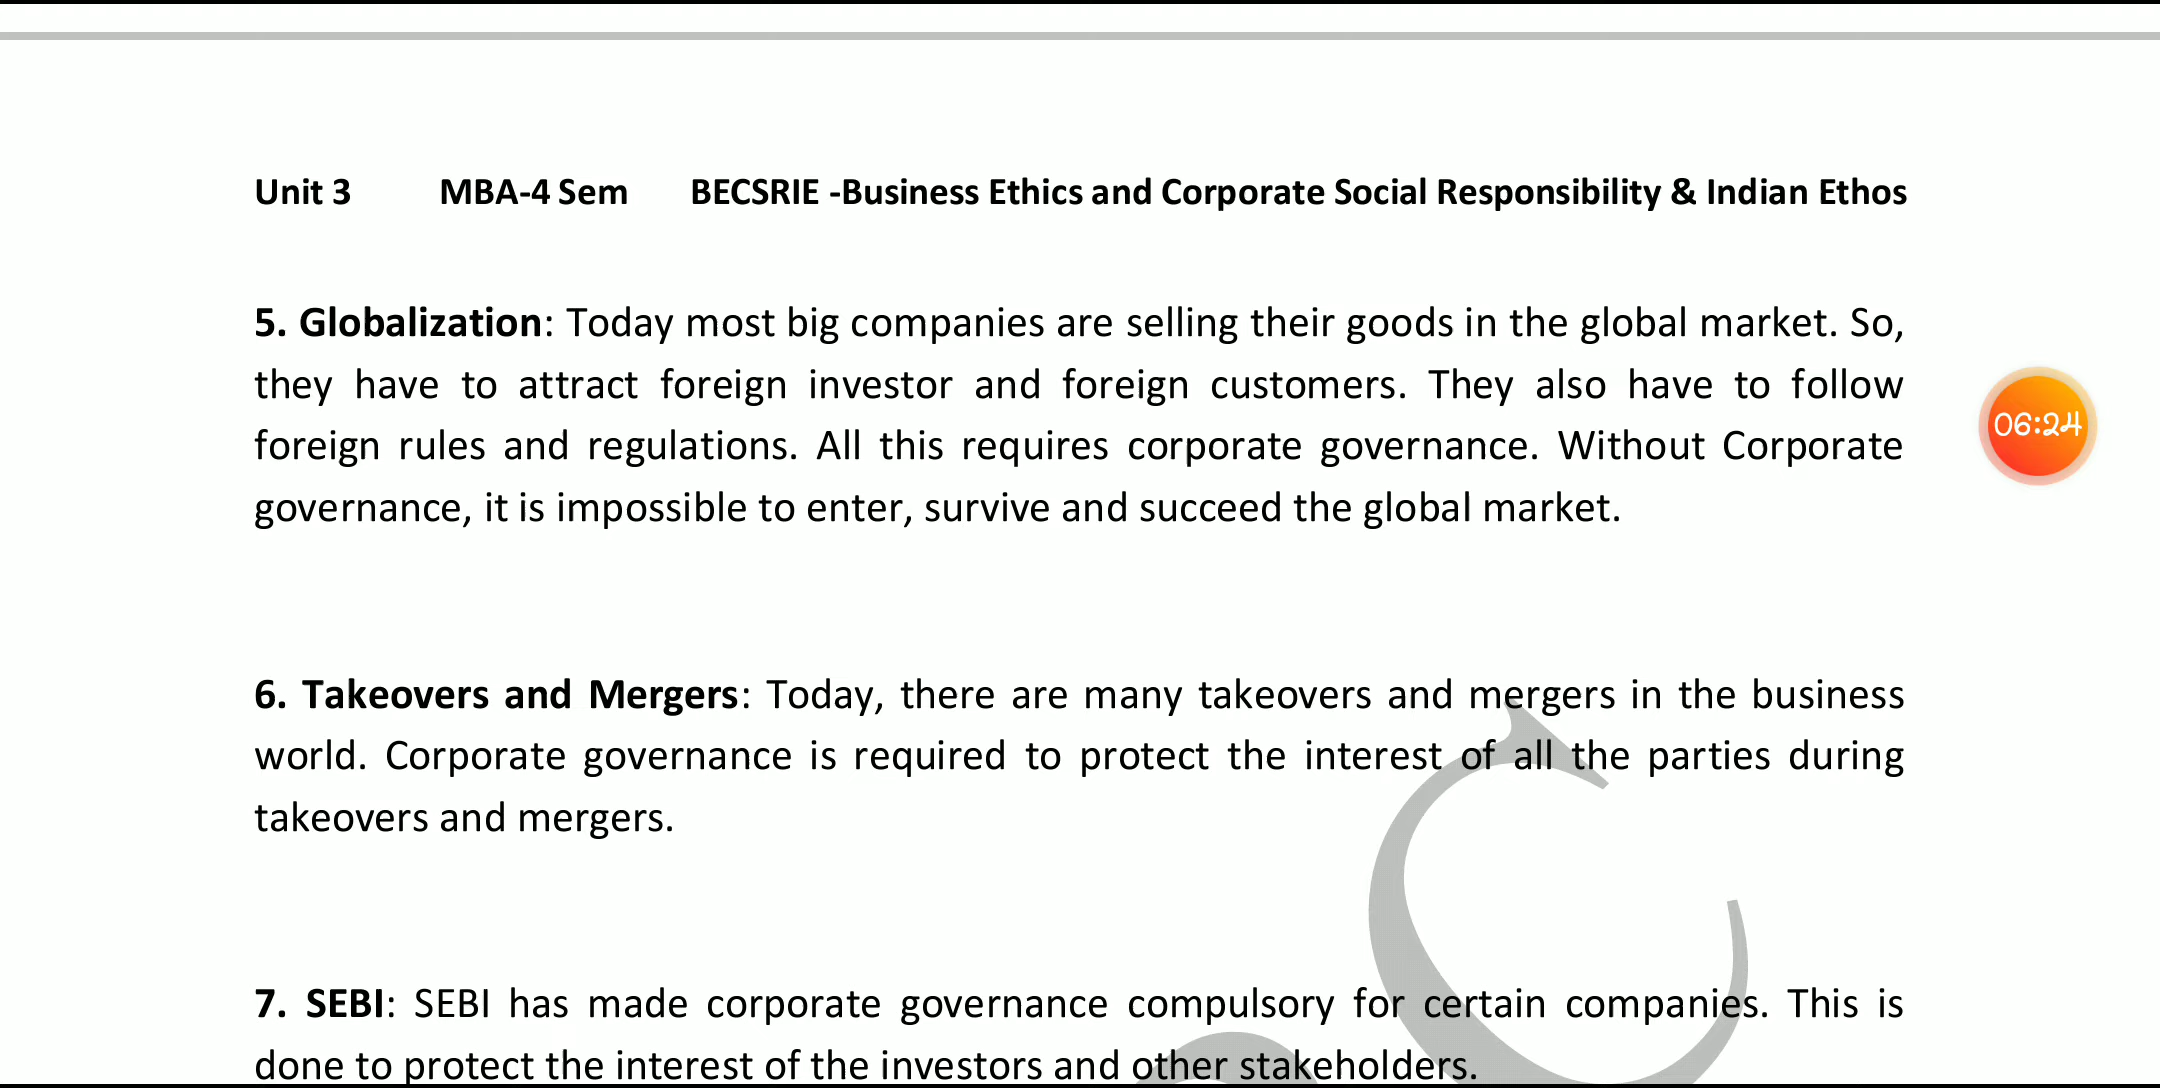 Unit 3 MBA-4 Sem BECSRIE -Business Ethics and Corporate Social Responsibility & Indian Ethos
5. Globalization: Today most big companies are selling their goods in the global market. So,
they have to attract foreign investor and foreign customers. They also have to follow
foreign rules and regulations. All this requires corporate governance. Without Corporate
governance, it is impossible to enter, survive and succeed the global market.
06:24
6. Takeovers and Mergers: Today, there are many takeovers and mergers in the business
world. Corporate governance is required to protect the interest of all the parties during
takeovers and mergers.
7. SEBI: SEBI has made corporate governance compulsory for certain companies. This is
done to protect the interest of the investors and other stakeholders.